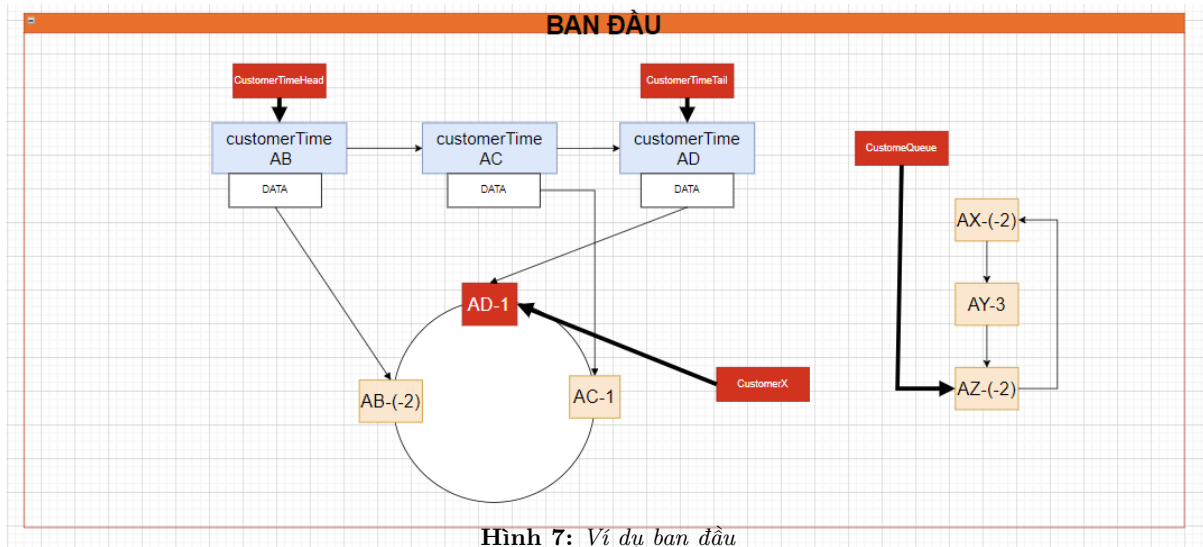 BAN ĐẦU
CustomerTimeHead
CustomerTimeTail
customerTime
AB
customerTime
AC
customerTime
AD
CustomeQueue
DATA
DATA
DATA
AX-(-2)
AD-1
AY-3
CustomerX
AB-(-2)
AC-1
AZ-(-2)
Hình 7: Ví dụ ban đầu